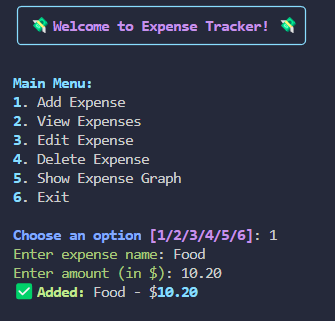 💸 Welcome to Expense Tracker! 💸
Main Menu:
1. Add Expense
2. View Expenses
3. Edit Expense
4. Delete Expense
5. Show Expense Graph
6. Exit
Choose an option [1/2/3/4/5/6]: 1
Enter expense name: Food
Enter amount (in $): 10.20
✅ Added: Food - $10.20